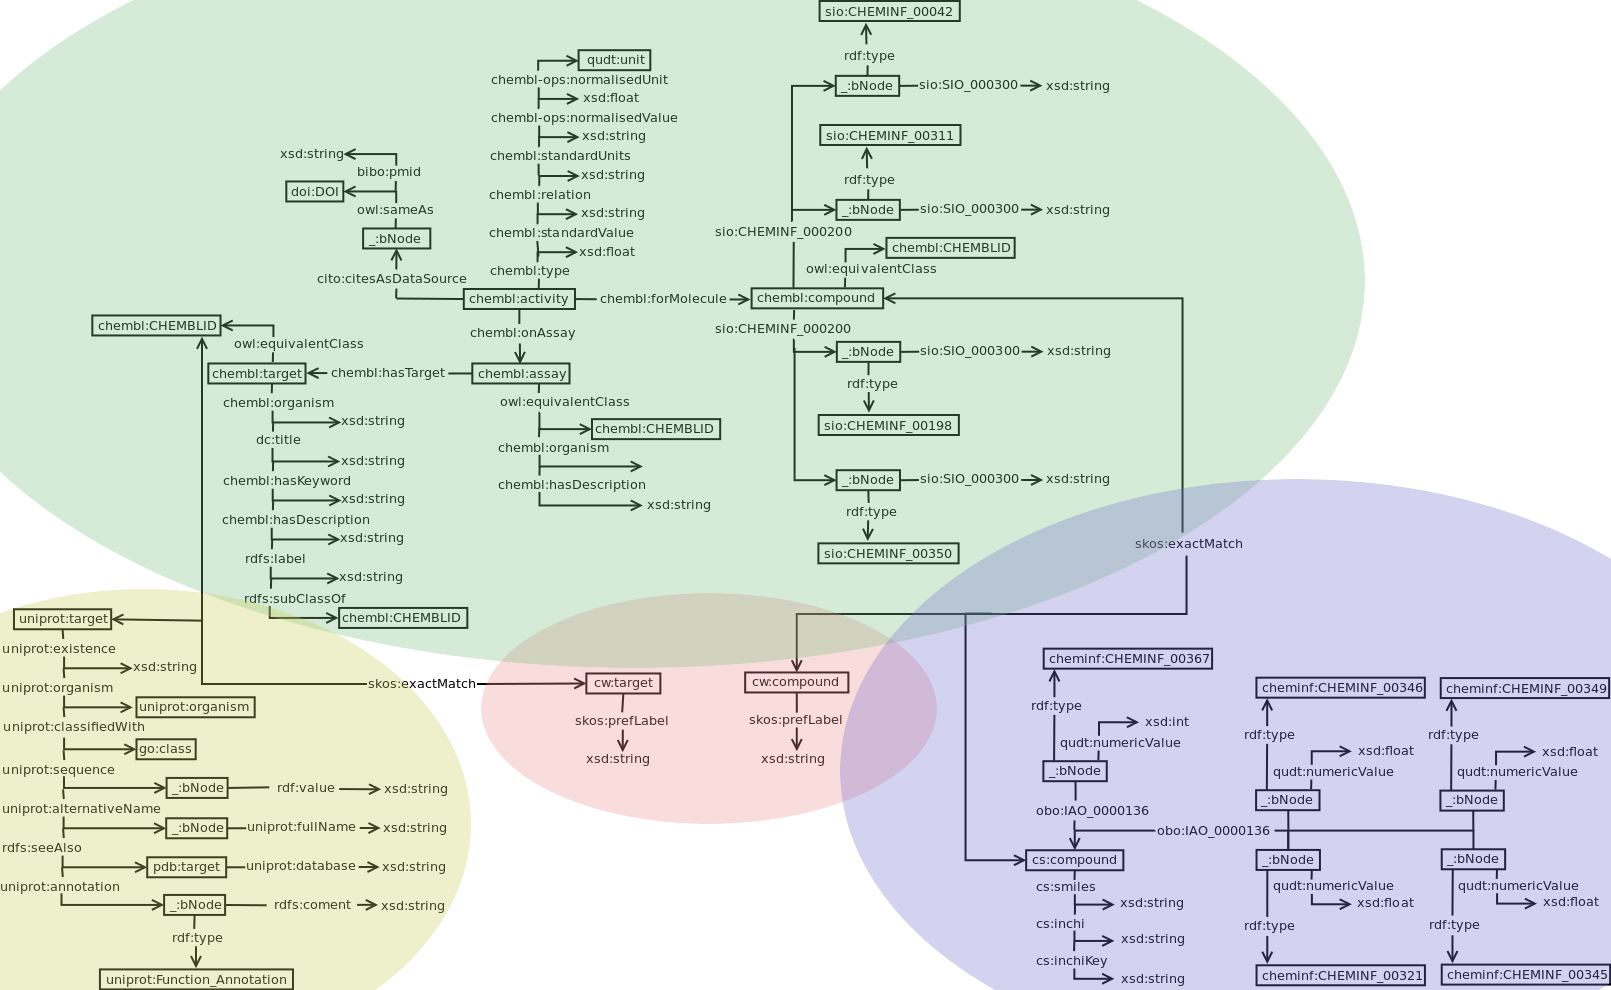 sio:CHEMINF_00042
rdf:type
_:bNode
sio:SIO_000300
xsd:string
sio:CHEMINF_00311
rdf:type
_:bNode
sio:SIO_000300
xsd:string
sio:CHEMINF_000200
chembl:CHEMBLID
owl:equivalentClass
chembl:compound
sio:CHEMINF_000200
_:bNode
sio:SIO_000300
xsd:string
rdf:type
sio:CHEMINF_00198
_:bNode
sio:SIO_000300
xsd:string
rdf:type
sio:CHEMINF_00350
qudt:unit
chembl-ops:normalisedUnit
xsd:float
chembl-ops:normalisedValue
xsd:string
chembl:standardUnits
xsd:string
chembl:relation
xsd:string
chembl:standardValue
xsd:float
chembl:type
chembl:activity
chembl:forMolecule
xsd:string
bibo:pmid
doi:DOI
owl:sameAs
_:bNode
cito:citesAsDataSource
chembl:onAssay
chembl:assay
chembl:hasTarget
owl:equivalentClass
chembl:CHEMBLID
chembl:organism
chembl:hasDescription
xsd:string
chembl:CHEMBLID
owl:equivalentClass
chembl:target
chembl:organism
xsd:string
dc:title
xsd:string
chembl:hasKeyword
xsd:string
chembl:hasDescription
xsd:string
rdfs:label
xsd:string
rdfs:subClassOf
chembl:CHEMBLID
uniprot:target
uniprot:existence
xsd:string
uniprot:organism
uniprot:organism
uniprot:classifiedWith
go:class
uniprot:sequence
_:bNode
rdf:value
xsd:string
uniprot:alternativeName
_:bNode
uniprot:fullName
xsd:string
rdfs:seeAlso
pdb:target
uniprot:database
xsd:string
uniprot:annotation
_:bNode
rdfs:coment
xsd:string
rdf:type
uniprot:Function_Annotation
skos:exactMatch
cw:target
skos:prefLabel
xsd:string
cw:compound
skos:prefLabel
xsd:string
skos:exactMatch
cheminf:CHEMINF_00367
rdf:type
xsd:int
qudt:numericValue
_:bNode
obo:IAO_0000136
obo:IAO_0000136
cs:compound
cs:smiles
xsd:string
cs:inchi
xsd:string
cs:inchiKey
xsd:string
cheminf:CHEMINF_00346
rdf:type
xsd:float
qudt:numericValue
_:bNode
_:bNode
qudt:numericValue
xsd:float
rdf:type
cheminf:CHEMINF_00321
cheminf:CHEMINF_00349
rdf:type
xsd:float
qudt:numericValue
_:bNode
_:bNode
qudt:numericValue
xsd:float
rdf:type
cheminf:CHEMINF_00345